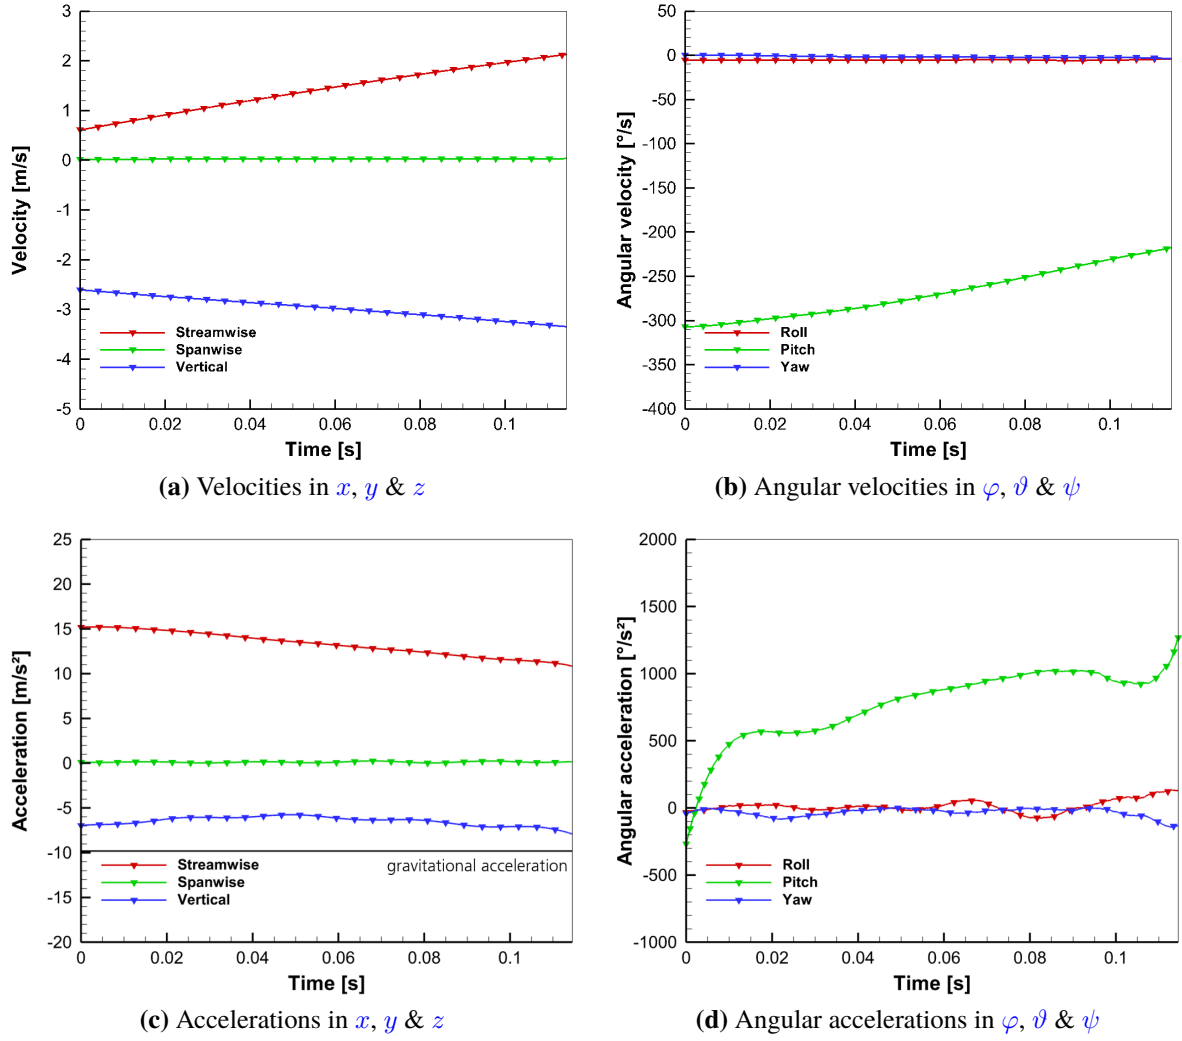 3
2
1
0
-1
-2
-3
-4
-5
Velocity [m/s]
Streamwise
Spanwise
Vertical
0
0.02
0.04
0.06
0.08
0.1
Time [s]
(a) Velocities in x, y & z
50
0
-50
-100
-150
-200
-250
-300
-350
-400
Angular velocity [°/s]
Roll
Pitch
Yaw
0
0.02
0.04
0.06
0.08
0.1
Time [s]
(b) Angular velocities in φ, ϑ & ψ
25
20
15
10
5
0
-5
-10
-15
-20
Acceleration [m/s²]
gravitational acceleration
Streamwise
Spanwise
Vertical
0
0.02
0.04
0.06
0.08
0.1
Time [s]
(c) Accelerations in x, y & z
2000
1500
1000
500
0
-500
-1000
Angular acceleration [°/s²]
Roll
Pitch
Yaw
0
0.02
0.04
0.06
0.08
0.1
Time [s]
(d) Angular accelerations in φ, ϑ & ψ